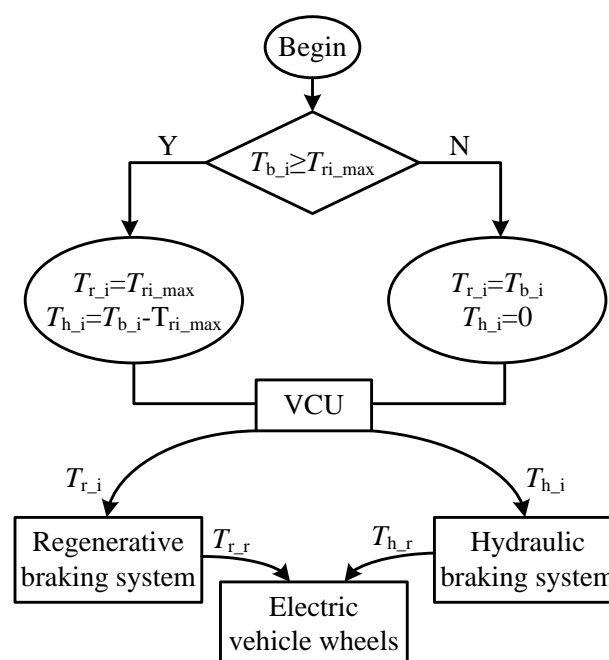 Begin
Y
N
T_b_i≥T_ri_max
T_r_i=T_ri_max
T_h_i=T_b_i-T_ri_max
T_r_i=T_b_i
T_h_i=0
VCU
T_r_i
T_h_i
Regenerative
braking system
T_r_r
T_h_r
Hydraulic
braking system
Electric
vehicle wheels